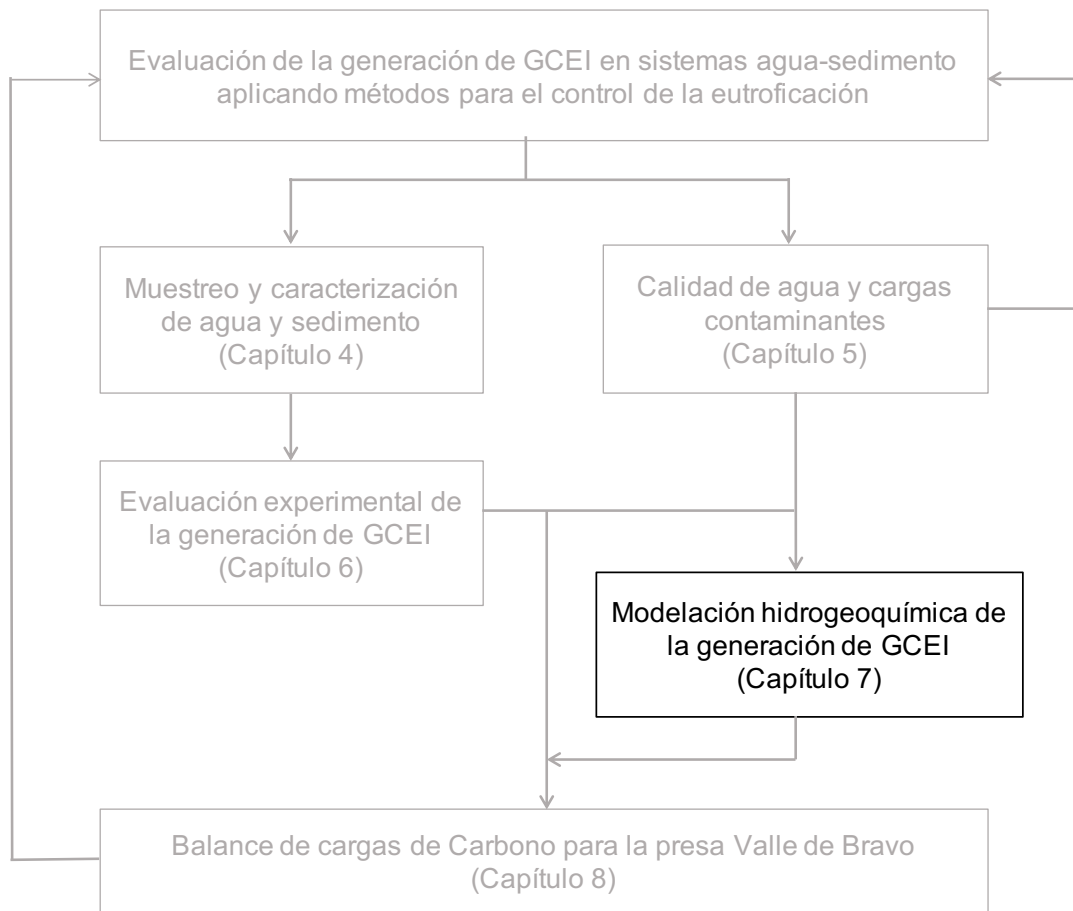 Evaluación de la generación de GCEI en sistemas agua-sedimento
aplicando métodos para el control de la eutroficación
Muestreo y caracterización
de agua y sedimento
(Capítulo 4)
Calidad de agua y cargas
contaminantes
(Capítulo 5)
Evaluación experimental de
la generación de GCEI
(Capítulo 6)
Modelación hidrogeoquímica de
la generación de GCEI
(Capítulo 7)
Balance de cargas de Carbono para la presa Valle de Bravo
(Capítulo 8)